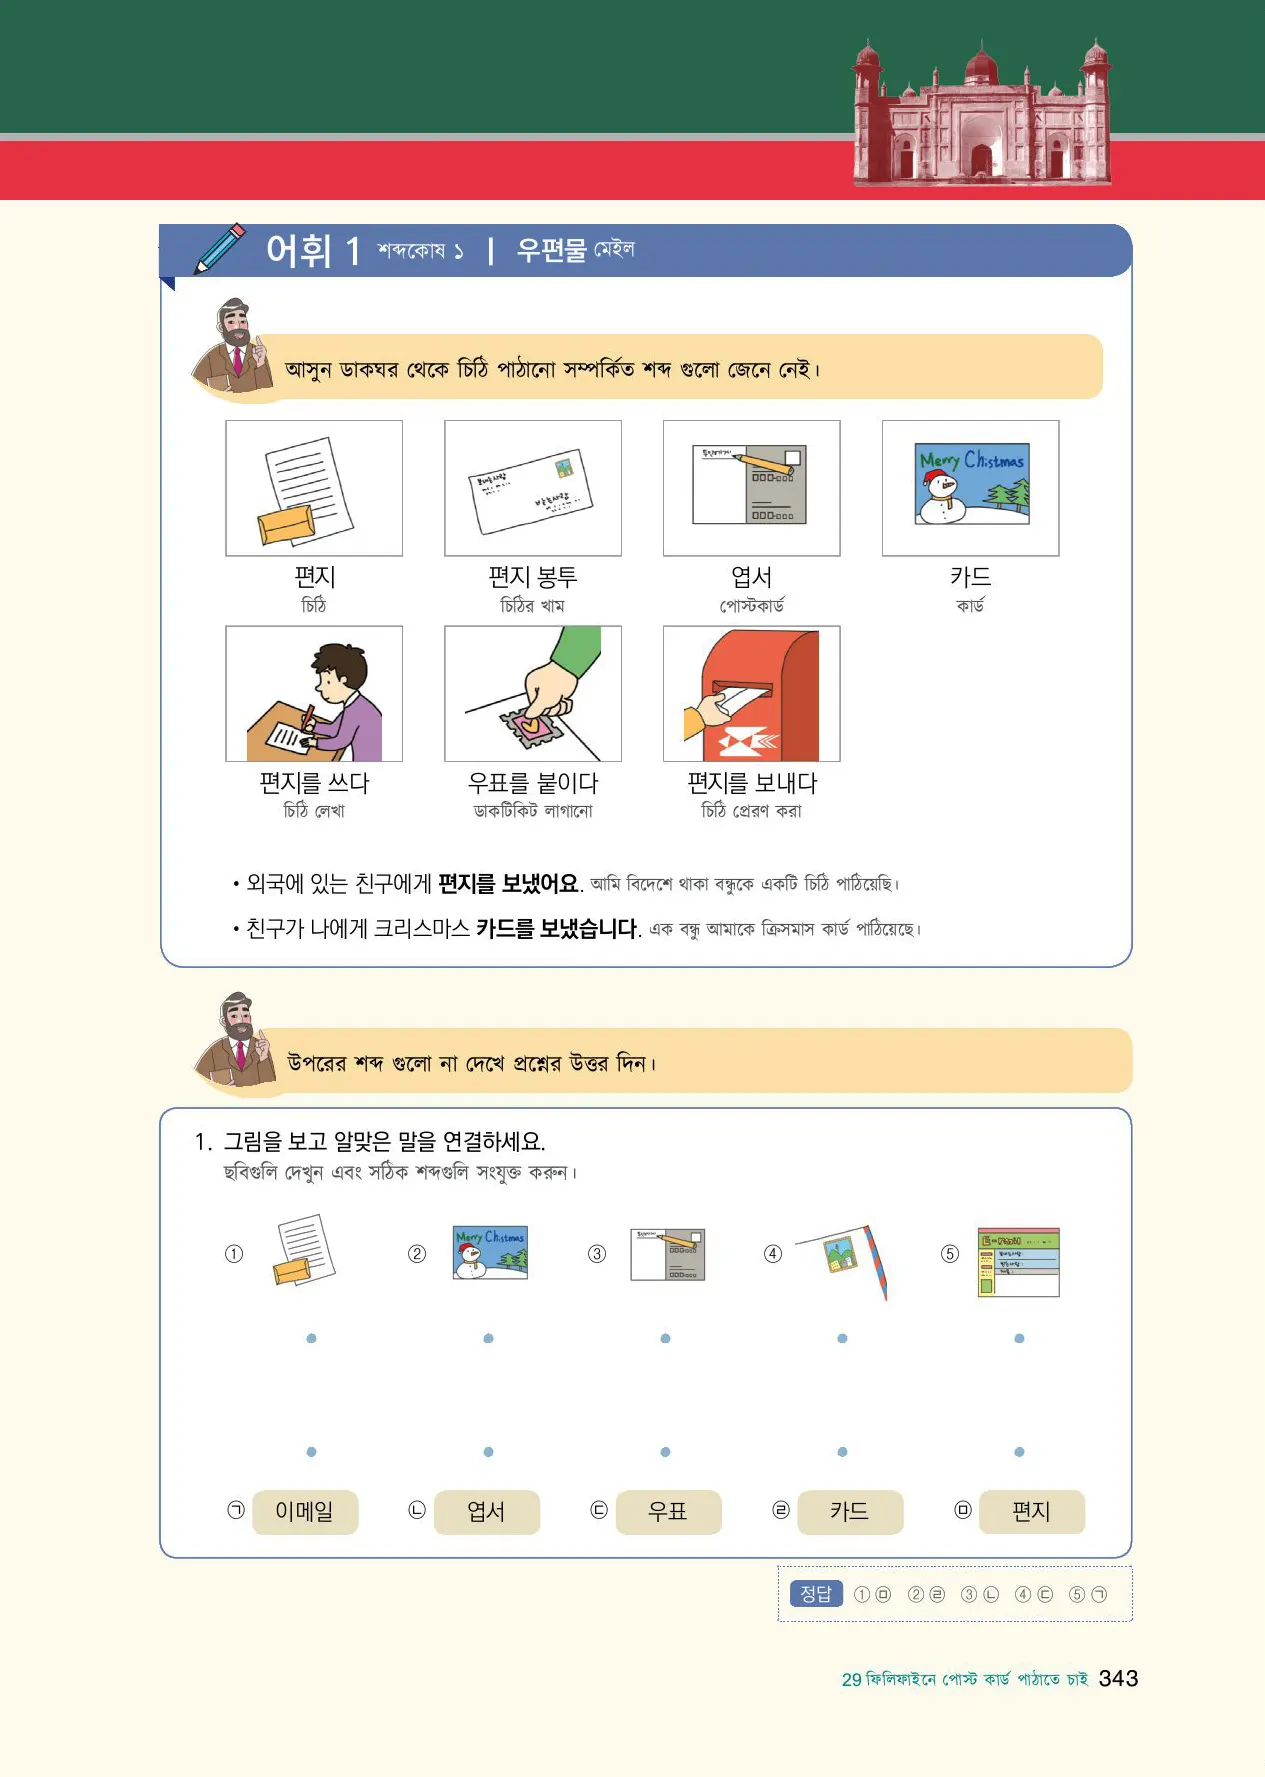 어휘 1 শব্দকোষ ১ | 우편물 মেইল
আসুন ডাকঘর থেকে চিঠি পাঠানো সম্পর্কিত শব্দ গুলো জেনে নেই।
Merry Chistmas
편지 편지 봉투 엽서 카드
চিঠি চিঠির খাম পোস্টকার্ড কার্ড
편지를 쓰다 우표를 붙이다 편지를 보내다
চিঠি লেখা ডাকটিকিট লাগানো চিঠি প্রেরণ করা
• 외국에 있는 친구에게 편지를 보냈어요. আমি বিদেশে থাকা বন্ধুকে একটি চিঠি পাঠিয়েছি।
• 친구가 나에게 크리스마스 카드를 보냈습니다. এক বন্ধু আমাকে ক্রিসমাস কার্ড পাঠিয়েছে।
উপরের শব্দ গুলো না দেখে প্রশ্নের উত্তর দিন।
1. 그림을 보고 알맞은 말을 연결하세요.
ছবিগুলি দেখুন এবং সঠিক শব্দগুলি সংযুক্ত করুন।
① ② Merry Chistmas ③ ④ ⑤
㉠ 이메일 ㉡ 엽서 ㉢ 우표 ㉣ 카드 ㉤ 편지
정답 ①㉤ ②㉣ ③㉡ ④㉢ ⑤㉠
29 ফিলিফাইনে পোস্ট কার্ড পাঠাতে চাই 343